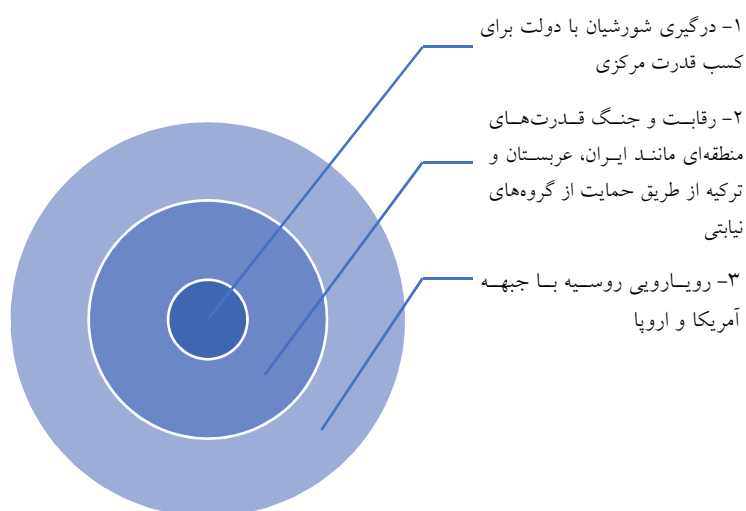 ۱- درگیری شورشیان با دولت برای
کسب قدرت مرکزی
۲- رقابت و جنگ قدرت‌های
منطقه‌ای مانند ایران، عربستان و
ترکیه از طریق حمایت از گروه‌های
نیابتی
۳- رویارویی روسیه با جبهه
آمریکا و اروپا